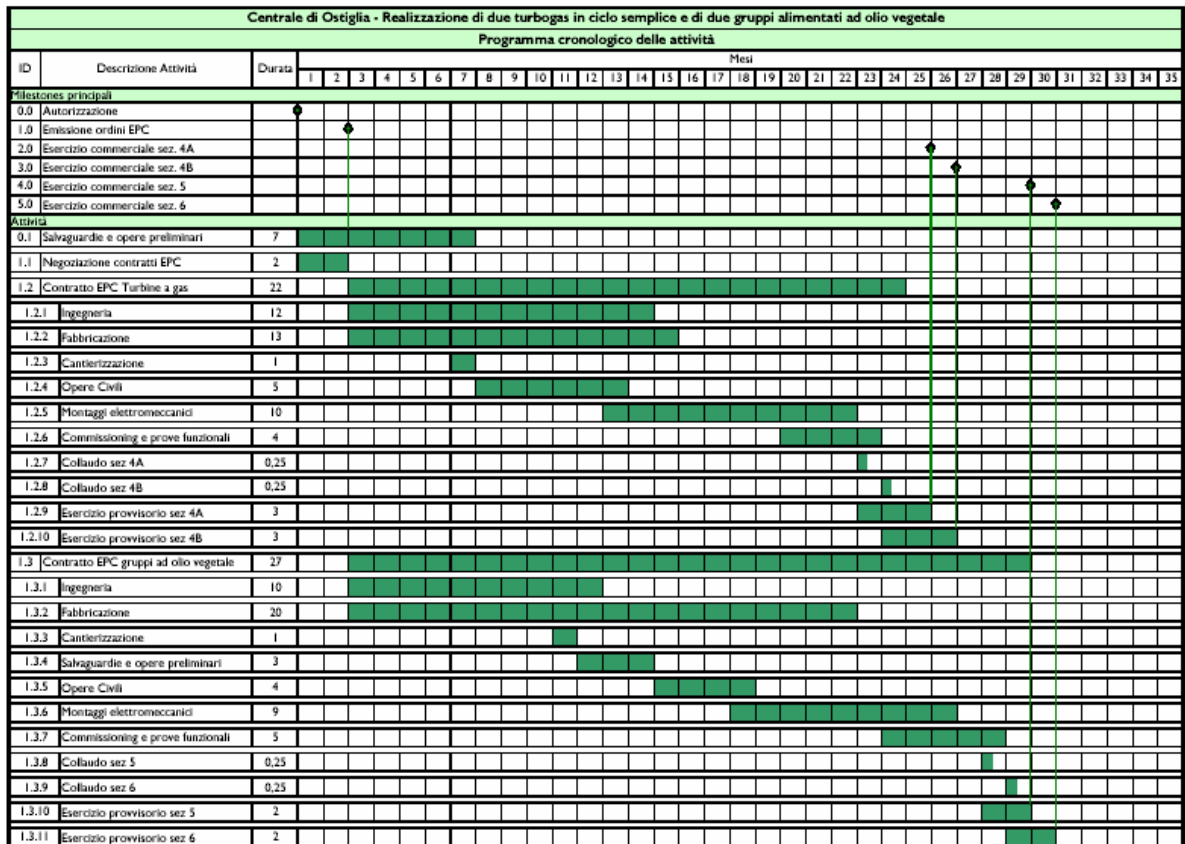 Centrale di Ostiglia - Realizzazione di due turbogas in ciclo semplice e di due gruppi alimentati ad olio vegetale
Programma cronologico delle attività
ID Descrizione Attività Durata Mesi
1 2 3 4 5 6 7 8 9 10 11 12 13 14 15 16 17 18 19 20 21 22 23 24 25 26 27 28 29 30 31 32 33 34 35
Milestones principali
0.0 Autorizzazione
1.0 Emissione ordini EPC
2.0 Esercizio commerciale sez. 4A
3.0 Esercizio commerciale sez. 4B
4.0 Esercizio commerciale sez. 5
5.0 Esercizio commerciale sez. 6
Attività
0.1 Salvaguardie e opere preliminari 7
1.1 Negoziazione contratti EPC 2
1.2 Contratto EPC Turbine a gas 22
1.2.1 Ingegneria 12
1.2.2 Fabbricazione 13
1.2.3 Cantierizzazione 1
1.2.4 Opere Civili 5
1.2.5 Montaggi elettromeccanici 10
1.2.6 Commissioning e prove funzionali 4
1.2.7 Collaudo sez 4A 0,25
1.2.8 Collaudo sez 4B 0,25
1.2.9 Esercizio provvisorio sez 4A 3
1.2.10 Esercizio provvisorio sez 4B 3
1.3 Contratto EPC gruppi ad olio vegetale 27
1.3.1 Ingegneria 10
1.3.2 Fabbricazione 20
1.3.3 Cantierizzazione 1
1.3.4 Salvaguardie e opere preliminari 3
1.3.5 Opere Civili 4
1.3.6 Montaggi elettromeccanici 9
1.3.7 Commissioning e prove funzionali 5
1.3.8 Collaudo sez 5 0,25
1.3.9 Collaudo sez 6 0,25
1.3.10 Esercizio provvisorio sez 5 2
1.3.11 Esercizio provvisorio sez 6 2